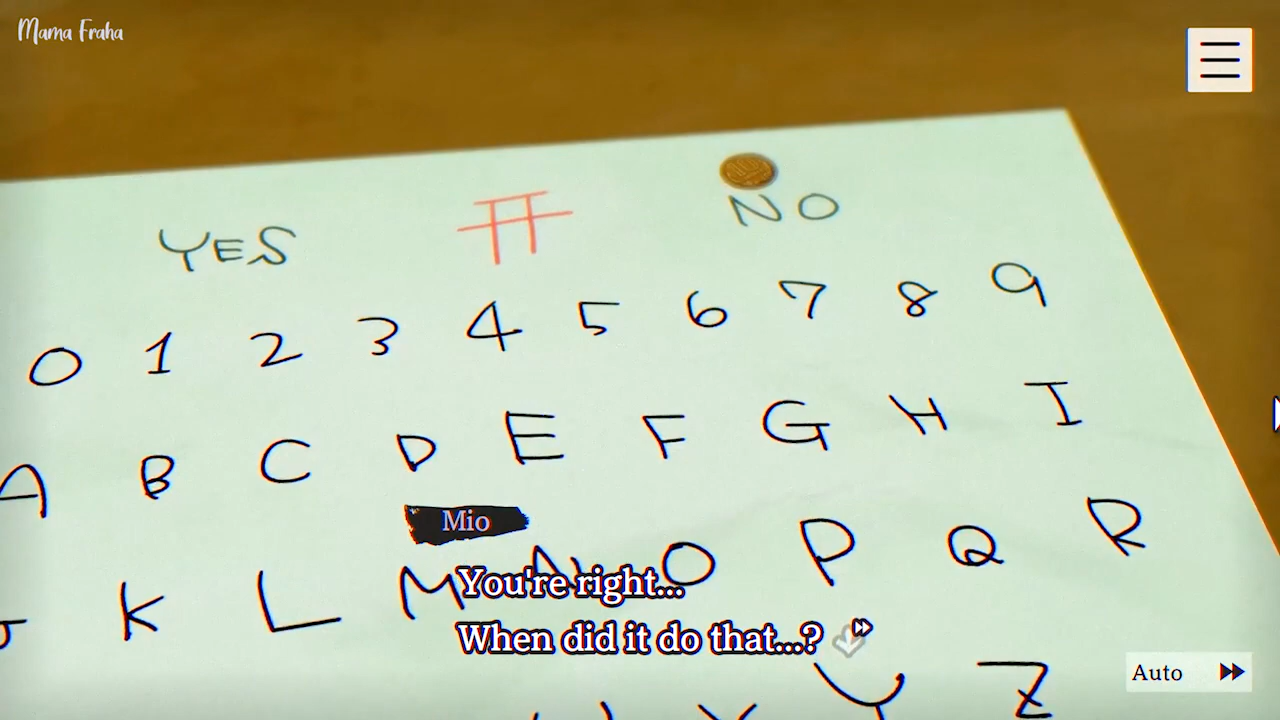 Mama Fraha
YES NO
0 1 2 3 4 5 6 7 8 9
A B C D E F G H I
K L M N O P Q R
Mio
You're right...
When did it do that...?
Y Z
Auto